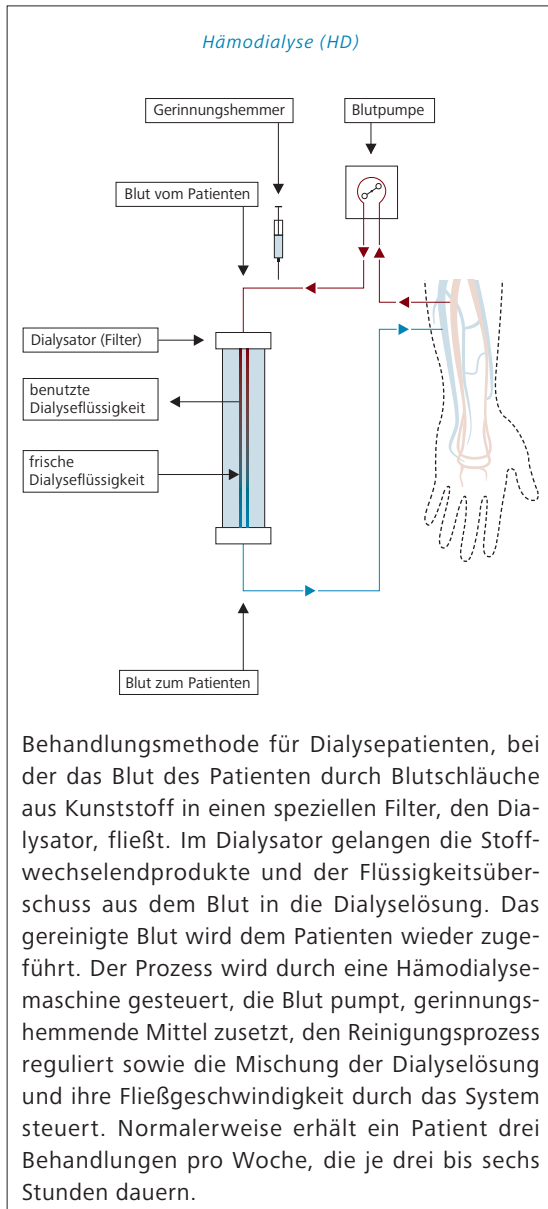 Hämodialyse (HD)
Gerinnungshemmer
Blutpumpe
Blut vom Patienten
Dialysator (Filter)
benutzte
Dialyseflüssigkeit
frische
Dialyseflüssigkeit
Blut zum Patienten
Behandlungsmethode für Dialysepatienten, bei
der das Blut des Patienten durch Blutschläuche
aus Kunststoff in einen speziellen Filter, den Dia-
lysator, fließt. Im Dialysator gelangen die Stoff-
wechselendprodukte und der Flüssigkeitsüber-
schuss aus dem Blut in die Dialyselösung. Das
gereinigte Blut wird dem Patienten wieder zuge-
führt. Der Prozess wird durch eine Hämodialyse-
maschine gesteuert, die Blut pumpt, gerinnungs-
hemmende Mittel zusetzt, den Reinigungsprozess
reguliert sowie die Mischung der Dialyselösung
und ihre Fließgeschwindigkeit durch das System
steuert. Normalerweise erhält ein Patient drei
Behandlungen pro Woche, die je drei bis sechs
Stunden dauern.